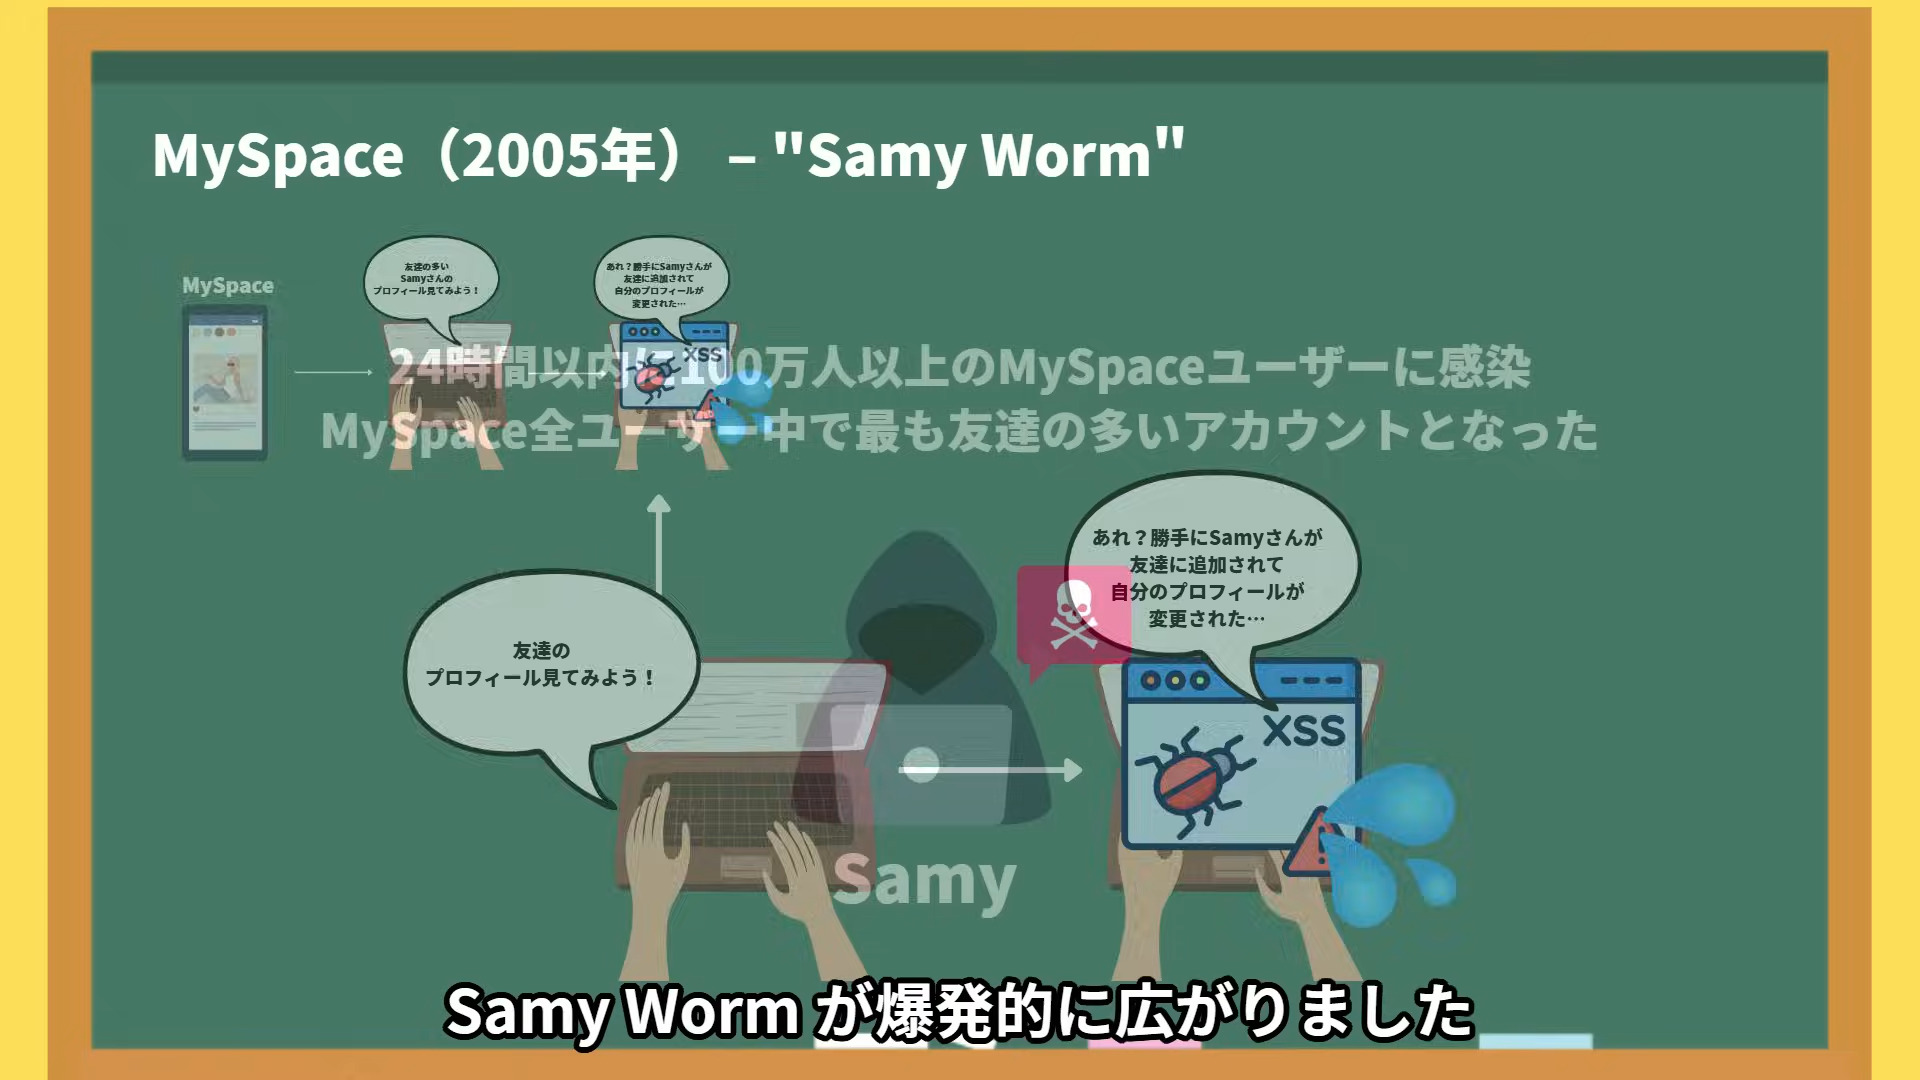 MySpace（2005年） – "Samy Worm"
MySpace
友達の多い
Samyさんの
プロフィール見てみよう！
あれ？勝手にSamyさんが
友達に追加されて
自分のプロフィールが
変更された…
XSS
24時間以内に100万人以上のMySpaceユーザーに感染
MySpace全ユーザー中で最も友達の多いアカウントとなった
友達の
プロフィール見てみよう！
あれ？勝手にSamyさんが
友達に追加されて
自分のプロフィールが
変更された…
XSS
Samy
Samy Worm が爆発的に広がりました